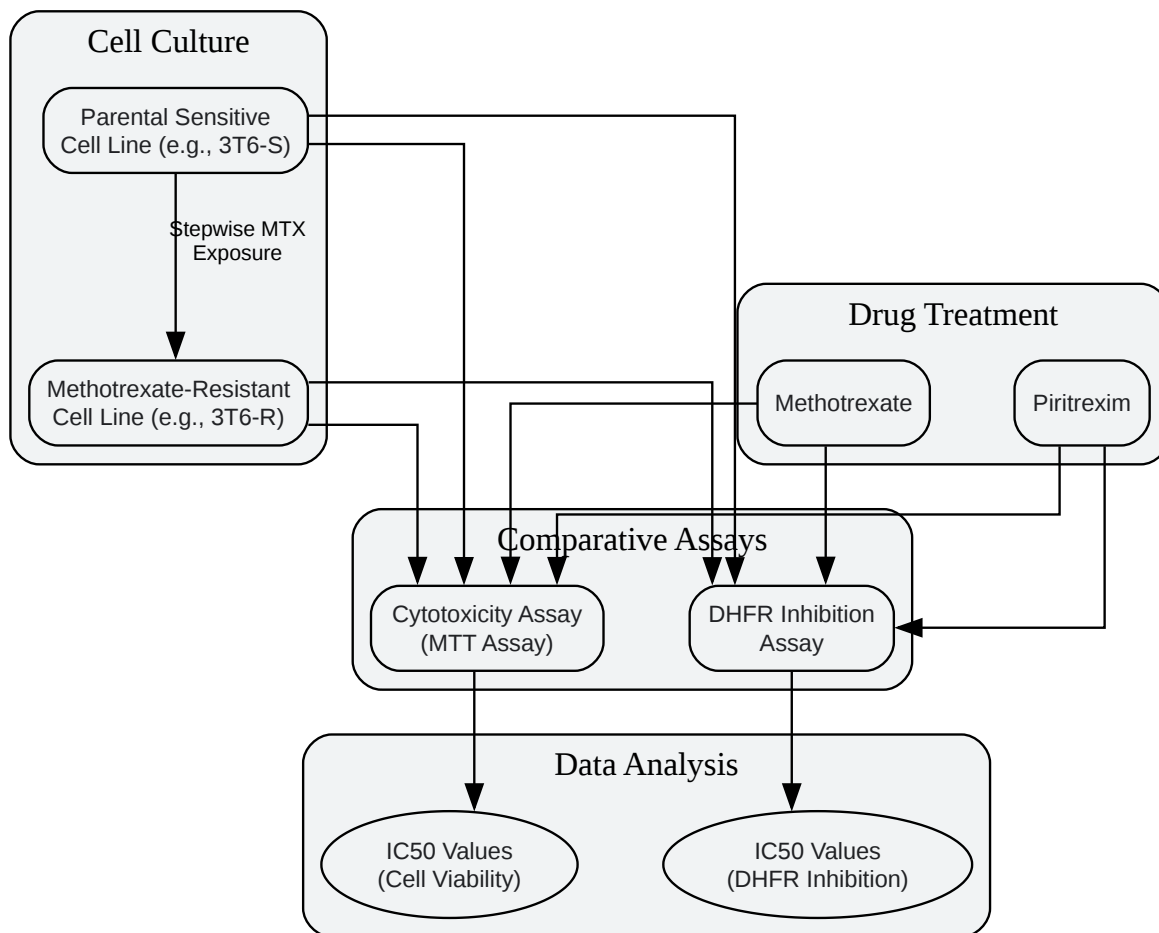 Cell Culture
Parental Sensitive
Cell Line (e.g., 3T6-S)
Stepwise MTX
Exposure
Methotrexate-Resistant
Cell Line (e.g., 3T6-R)
Drug Treatment
Methotrexate
Piritrexim
Comparative Assays
Cytotoxicity Assay
(MTT Assay)
DHFR Inhibition
Assay
Data Analysis
IC50 Values
(Cell Viability)
IC50 Values
(DHFR Inhibition)